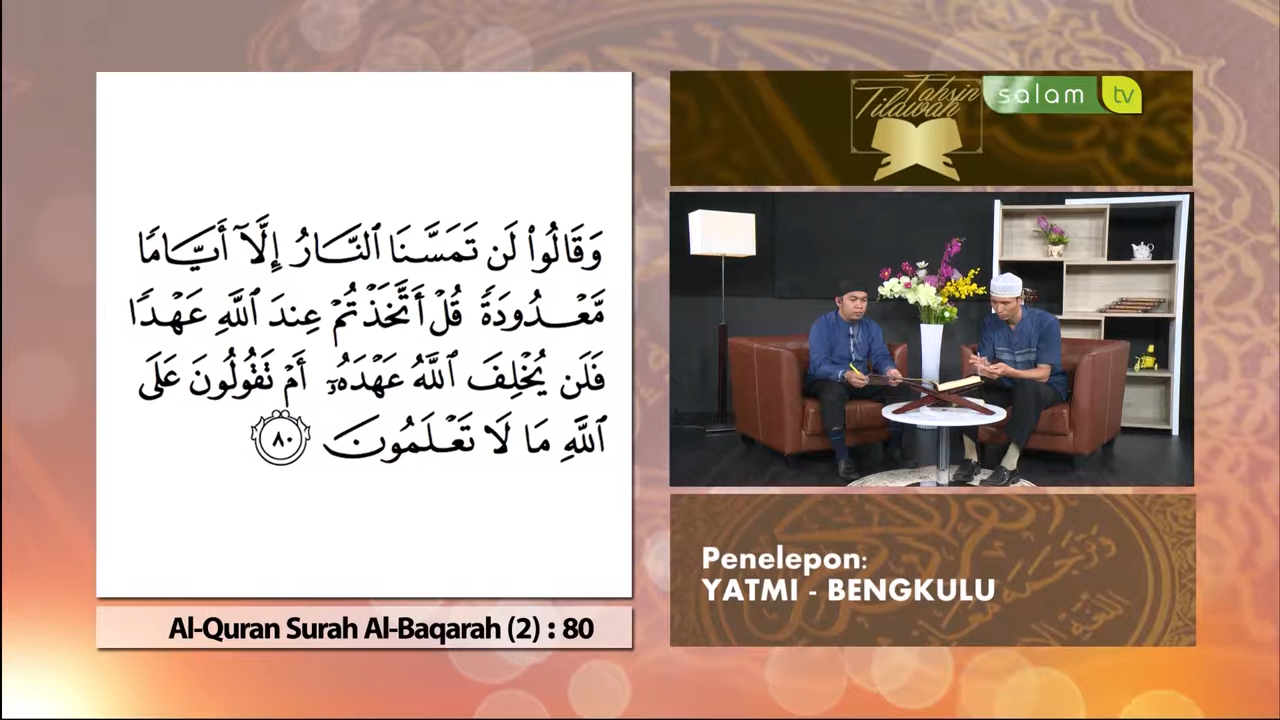 وَقَالُوا۟ لَن تَمَسَّنَا ٱلنَّارُ إِلَّآ أَيَّامًا
مَّعْدُودَةً قُلْ أَتَّخَذْتُمْ عِندَ ٱللَّهِ عَهْدًا
فَلَن يُخْلِفَ ٱللَّهُ عَهْدَهُۥٓ أَمْ تَقُولُونَ عَلَى
ٱللَّهِ مَا لَا تَعْلَمُونَ ٨٠
Al-Quran Surah Al-Baqarah (2) : 80
Tahsin
Tilawah
salam tv
Penelepon:
YATMI - BENGKULU